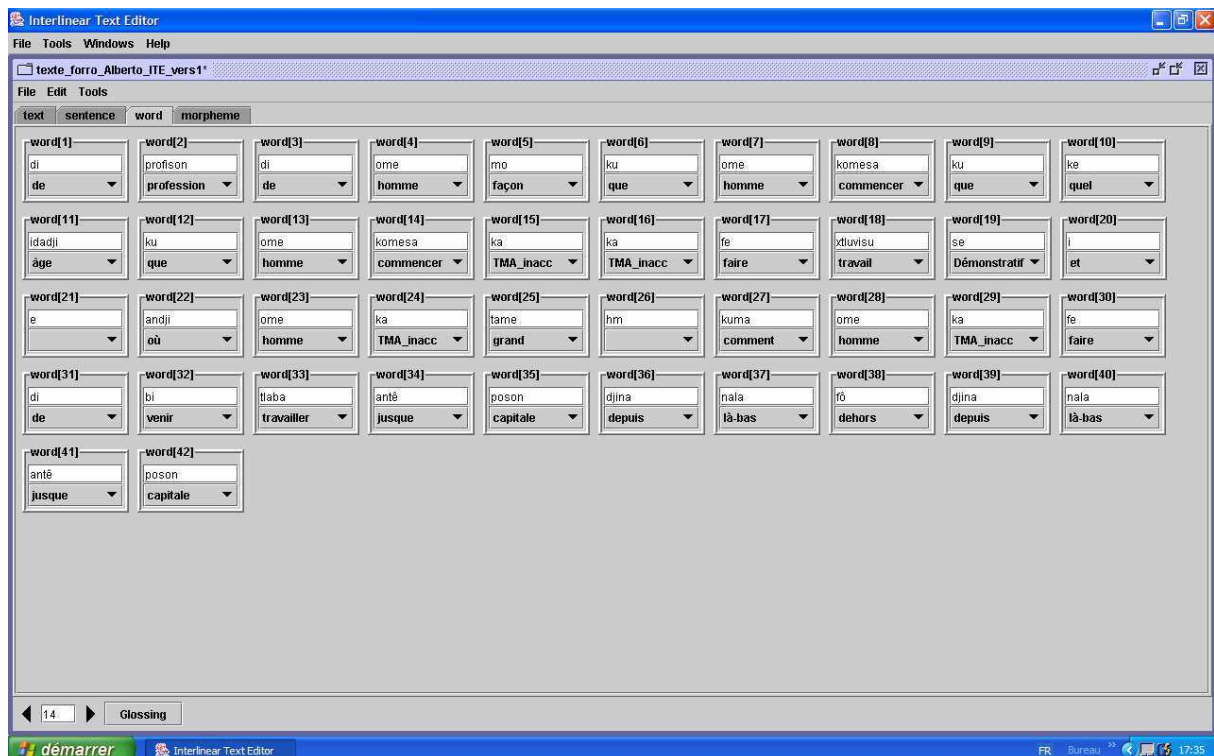 Interlinear Text Editor
File Tools Windows Help
texte_forro_Alberto_ITE_vers1*
File Edit Tools
text sentence word morpheme
word[1] word[2] word[3] word[4] word[5] word[6] word[7] word[8] word[9] word[10]
di profison di ome mo ku ome komesa ku ke
de profession de homme façon que homme commencer que quel
word[11] word[12] word[13] word[14] word[15] word[16] word[17] word[18] word[19] word[20]
idadji ku ome komesa ka ka fe xtluvisu se i
âge que homme commencer TMA_inacc TMA_inacc faire travail Démonstratif et
word[21] word[22] word[23] word[24] word[25] word[26] word[27] word[28] word[29] word[30]
e andji ome ka tame hm kuma ome ka fe
où homme TMA_inacc grand comment homme TMA_inacc faire
word[31] word[32] word[33] word[34] word[35] word[36] word[37] word[38] word[39] word[40]
di bi tlaba antê poson djina nala fô djina nala
de venir travailler jusque capitale depuis là-bas dehors depuis là-bas
word[41] word[42]
antê poson
jusque capitale
14 Glossing
démarrer Interlinear Text Editor FR Bureau » 17:35